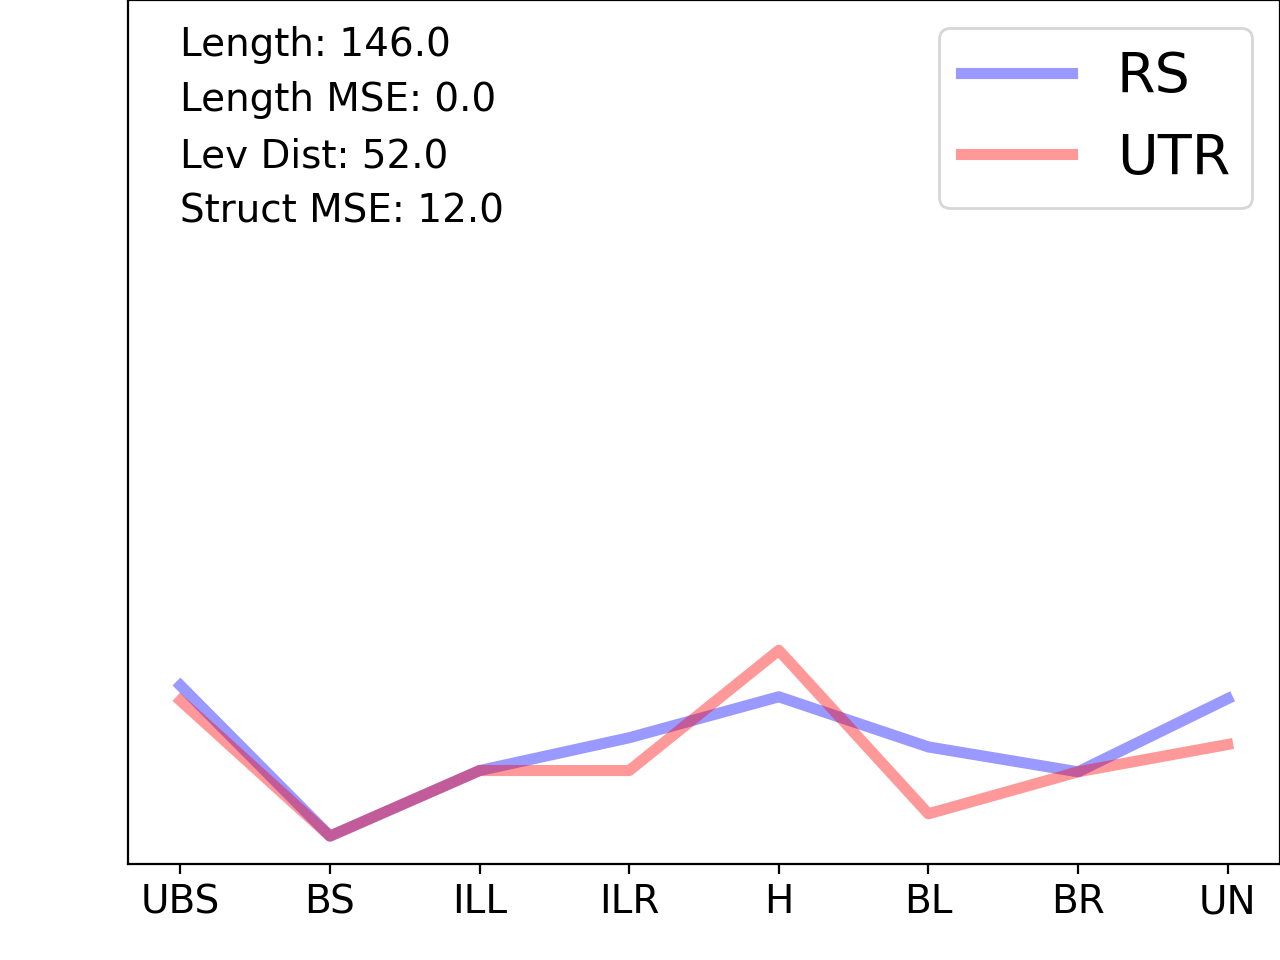 Length: 146.0
Length MSE: 0.0
Lev Dist: 52.0
Struct MSE: 12.0
RS
UTR
UBS BS ILL ILR H BL BR UN